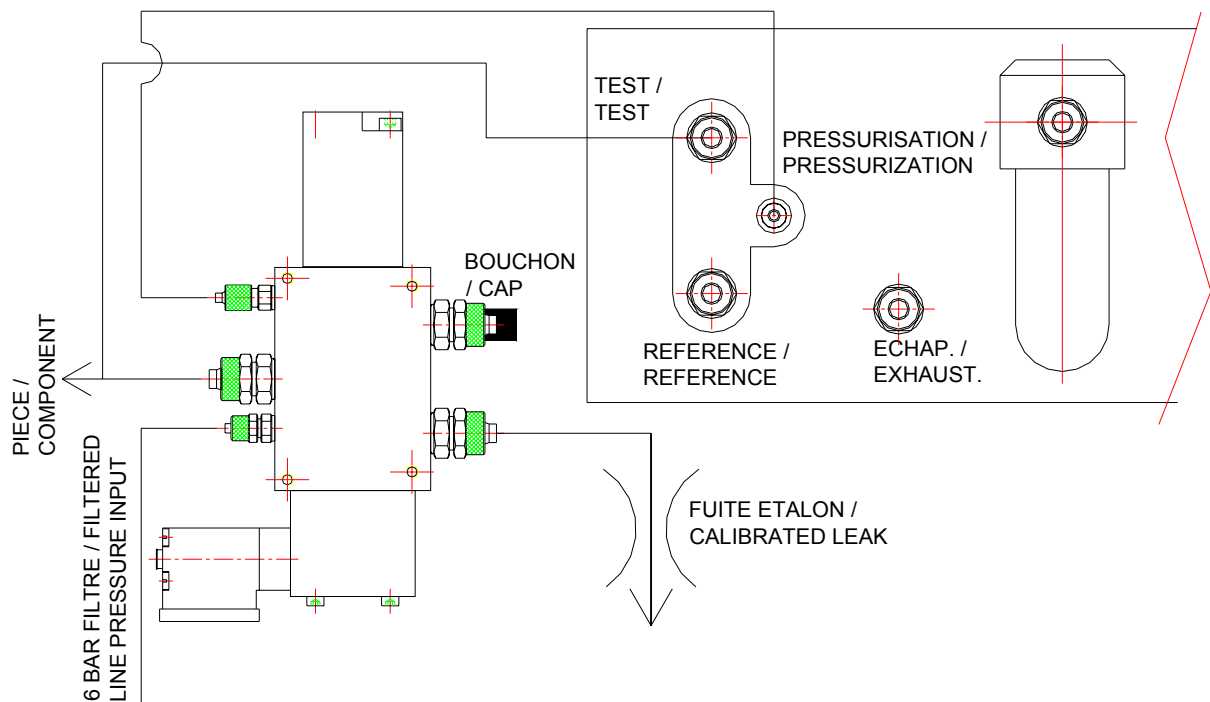 TEST /
TEST
PRESSURISATION /
PRESSURIZATION
BOUCHON
/ CAP
REFERENCE /
REFERENCE
ECHAP. /
EXHAUST.
PIECE /
COMPONENT
6 BAR FILTRE / FILTERED
LINE PRESSURE INPUT
FUITE ETALON /
CALIBRATED LEAK